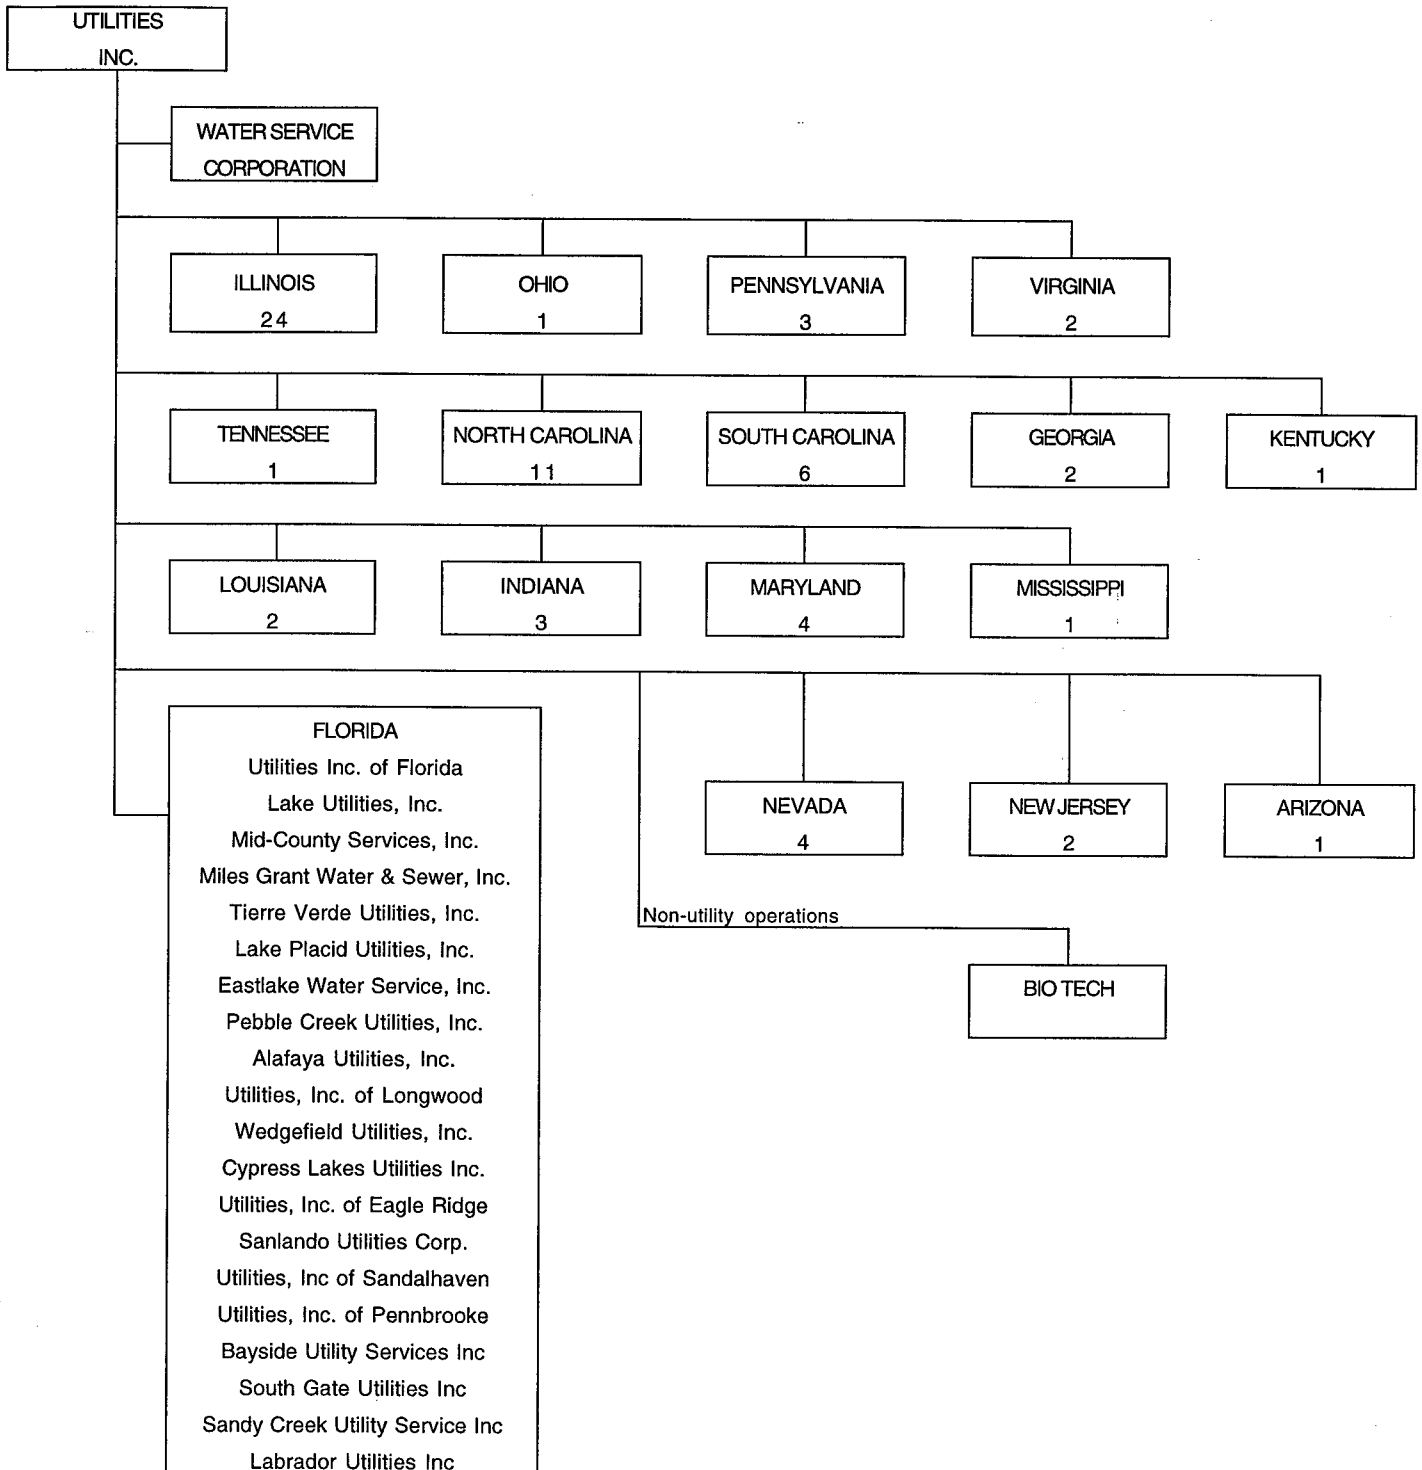 UTILITIES
INC.
WATER SERVICE
CORPORATION
ILLINOIS
24
OHIO
1
PENNSYLVANIA
3
VIRGINIA
2
TENNESSEE
1
NORTH CAROLINA
11
SOUTH CAROLINA
6
GEORGIA
2
KENTUCKY
1
LOUISIANA
2
INDIANA
3
MARYLAND
4
MISSISSIPPI
1
FLORIDA
Utilities Inc. of Florida
Lake Utilities, Inc.
Mid-County Services, Inc.
Miles Grant Water & Sewer, Inc.
Tierre Verde Utilities, Inc.
Lake Placid Utilities, Inc.
Eastlake Water Service, Inc.
Pebble Creek Utilities, Inc.
Alafaya Utilities, Inc.
Utilities, Inc. of Longwood
Wedgefield Utilities, Inc.
Cypress Lakes Utilities Inc.
Utilities, Inc. of Eagle Ridge
Sanlando Utilities Corp.
Utilities, Inc of Sandalhaven
Utilities, Inc. of Pennbrooke
Bayside Utility Services Inc
South Gate Utilities Inc
Sandy Creek Utility Service Inc
Labrador Utilities Inc
NEVADA
4
NEW JERSEY
2
ARIZONA
1
Non-utility operations
BIO TECH